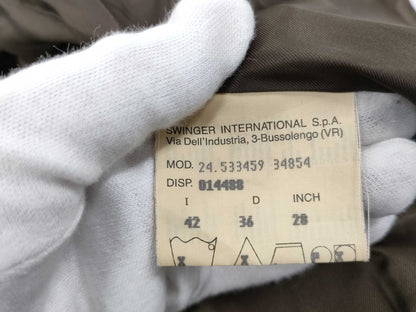 SWINGER INTERNATIONAL S.p.A.
Via Dell'Industria, 3-Bussolengo (VR)
MOD. 24.533459 34854
DISP. 014488
I D INCH
42 36 28